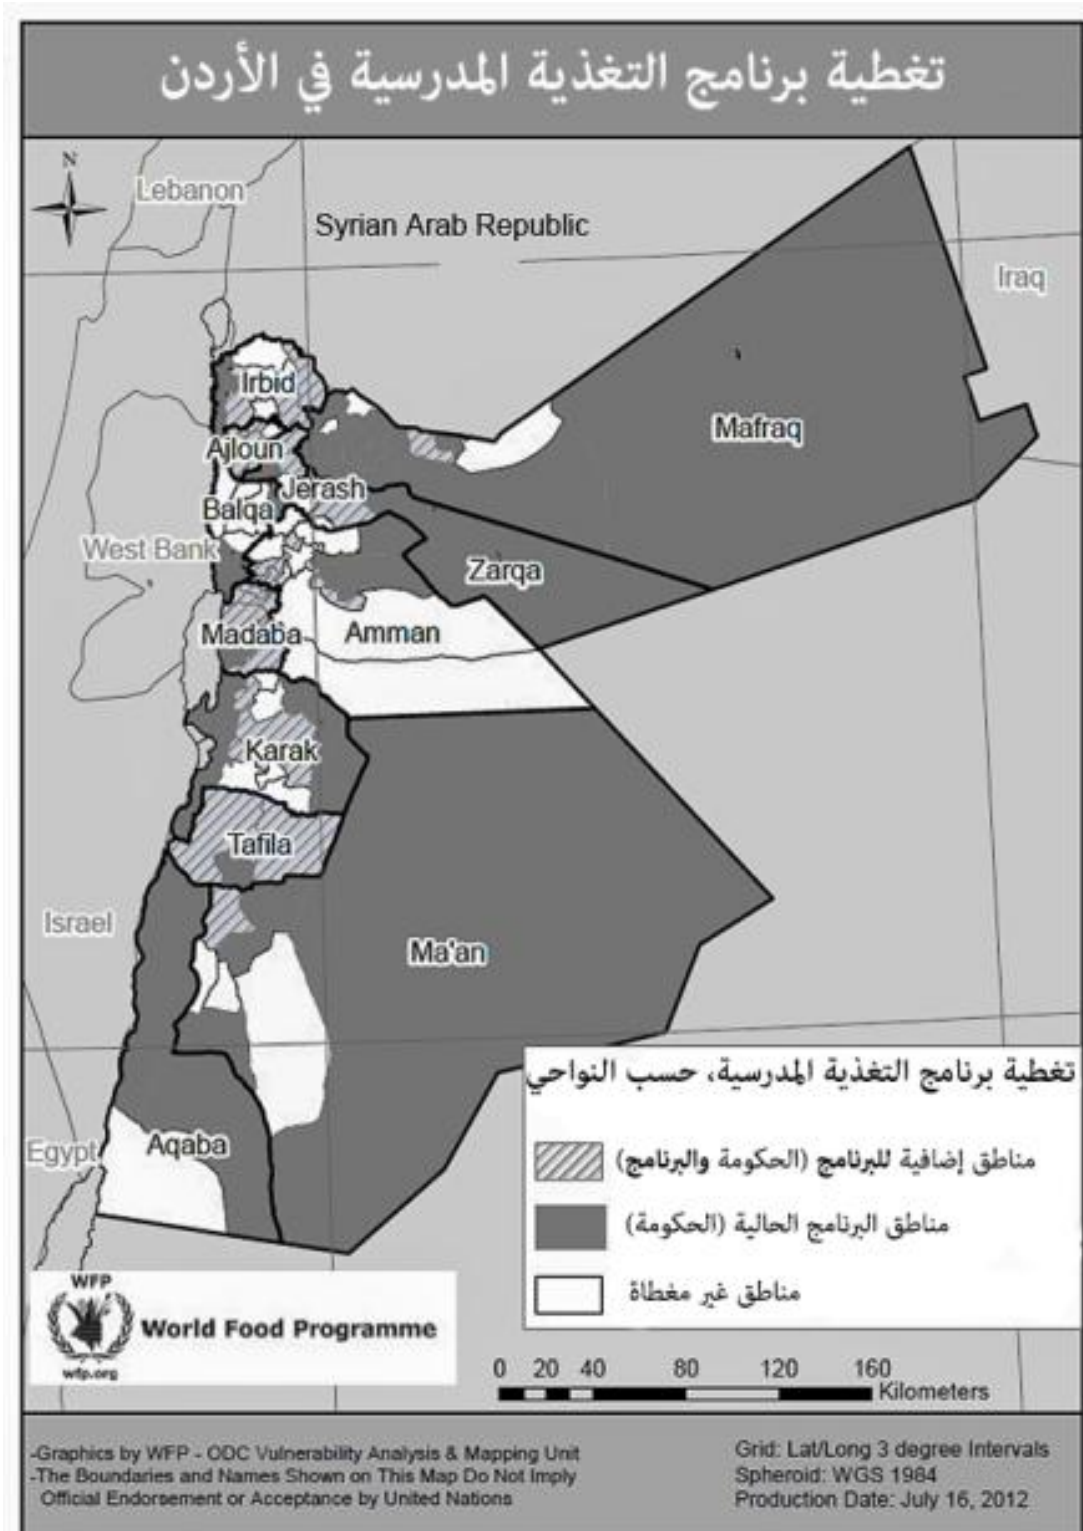 تغطية برنامج التغذية المدرسية في الأردن
N
Lebanon
Syrian Arab Republic
Iraq
Irbid
Mafraq
Ajloun
Jerash
Balqa
West Bank
Zarqa
Madaba
Amman
Karak
Tafila
Israel
Ma'an
Egypt
Aqaba
تغطية برنامج التغذية المدرسية، حسب النواحي
مناطق إضافية للبرنامج (الحكومة والبرنامج)
مناطق البرنامج الحالية (الحكومة)
مناطق غير مغطاة
WFP
World Food Programme
wfp.org
0 20 40 80 120 160
Kilometers
-Graphics by WFP - ODC Vulnerability Analysis & Mapping Unit
-The Boundaries and Names Shown on This Map Do Not Imply
Official Endorsement or Acceptance by United Nations
Grid: Lat/Long 3 degree Intervals
Spheroid: WGS 1984
Production Date: July 16, 2012